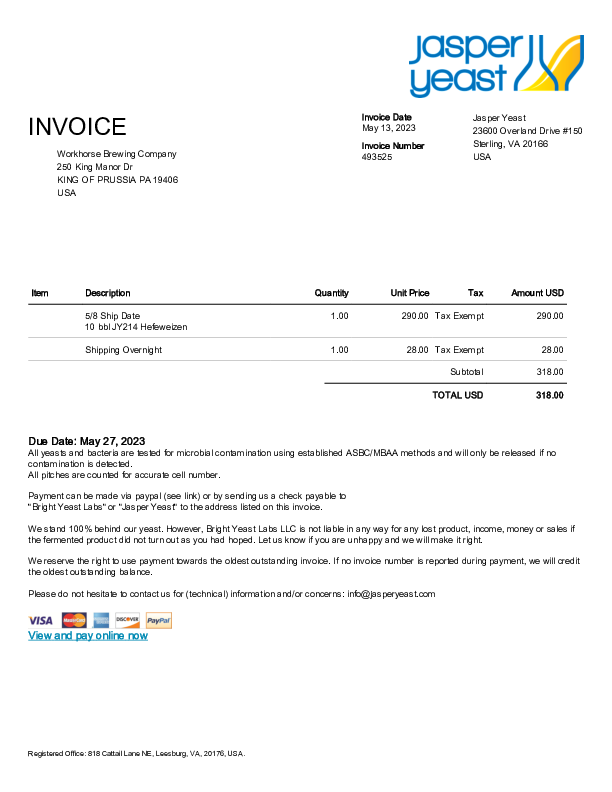 jasper
yeast
INVOICE
Workhorse Brewing Company
250 King Manor Dr
KING OF PRUSSIA PA 19406
USA
Invoice Date
May 13, 2023
Invoice Number
493525
Jasper Yeast
23600 Overland Drive #150
Sterling, VA 20166
USA
Item Description Quantity Unit Price Tax Amount USD
5/8 Ship Date 1.00 290.00 Tax Exempt 290.00
10 bbl JY214 Hefeweizen
Shipping Overnight 1.00 28.00 Tax Exempt 28.00
Subtotal 318.00
TOTAL USD 318.00
Due Date: May 27, 2023
All yeasts and bacteria are tested for microbial contamination using established ASBC/MBAA methods and will only be released if no
contamination is detected.
All pitches are counted for accurate cell number.
Payment can be made via paypal (see link) or by sending us a check payable to
"Bright Yeast Labs" or "Jasper Yeast" to the address listed on this invoice.
We stand 100% behind our yeast. However, Bright Yeast Labs LLC is not liable in any way for any lost product, income, money or sales if
the fermented product did not turn out as you had hoped. Let us know if you are unhappy and we will make it right.
We reserve the right to use payment towards the oldest outstanding invoice. If no invoice number is reported during payment, we will credit
the oldest outstanding balance.
Please do not hesitate to contact us for (technical) information and/or concerns: info@jasperyeast.com
VISA MasterCard DISCOVER PayPal
View and pay online now
Registered Office: 818 Cattail Lane NE, Leesburg, VA, 20176, USA.